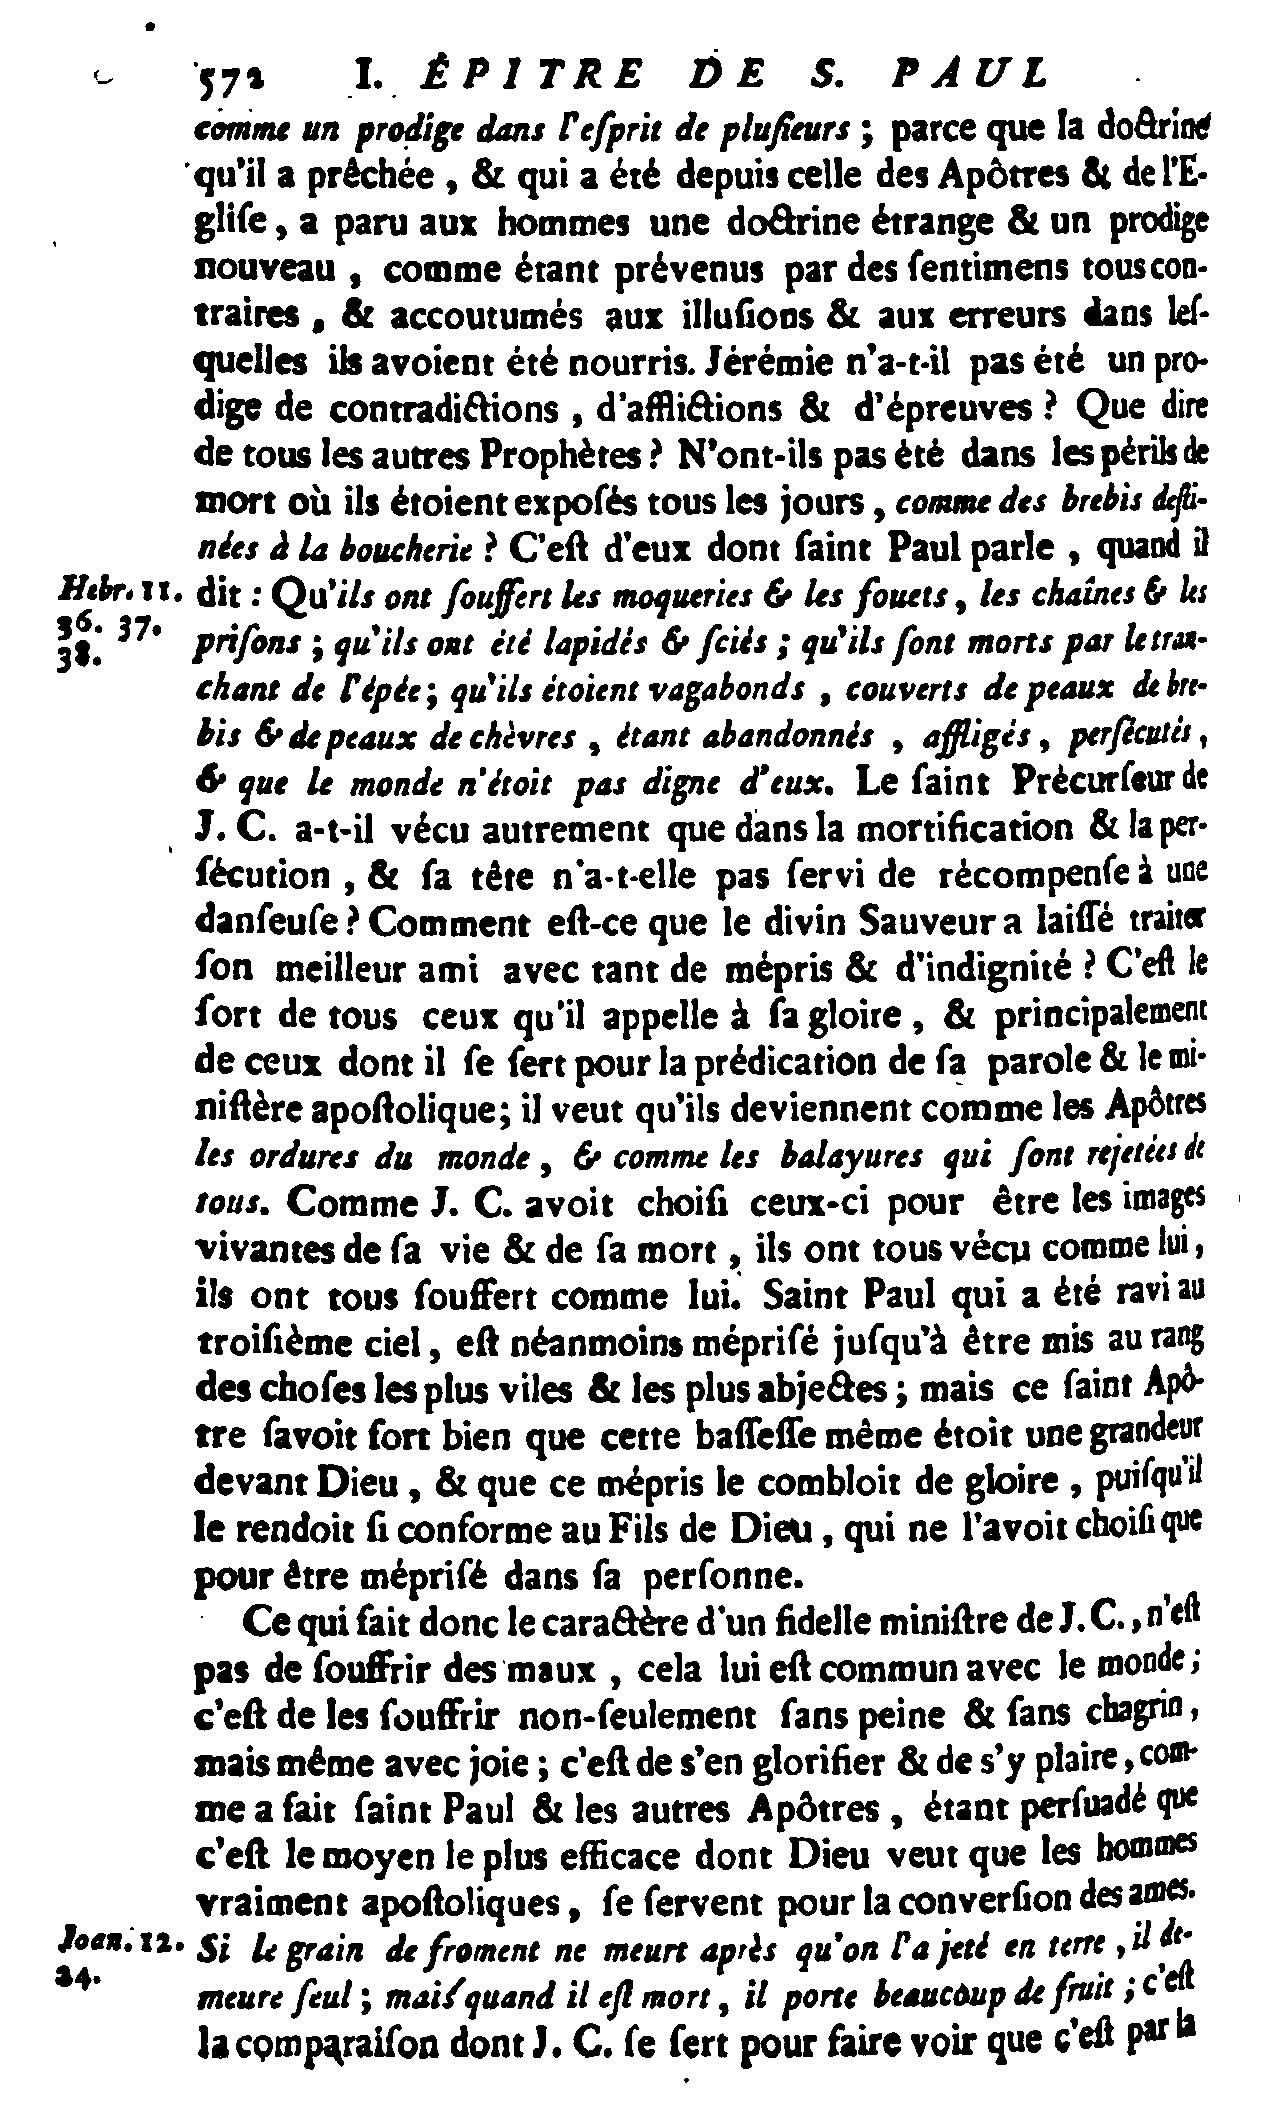 572 I. ÉPITRE DE S. PAUL
comme un prodige dans l'eſprit de pluſieurs ; parce que la doctrine
qu'il a prêchée , & qui a été depuis celle des Apôtres & de l'E-
gliſe, a paru aux hommes une doctrine étrange & un prodige
nouveau , comme étant prévenus par des ſentimens tous con-
traires , & accoutumés aux illuſions & aux erreurs dans leſ-
quelles ils avoient été nourris. Jérémie n'a-t-il pas été un pro-
dige de contradictions , d'afflictions & d'épreuves ? Que dire
de tous les autres Prophètes ? N'ont-ils pas été dans les périls de
mort où ils étoient expoſés tous les jours , comme des brebis deſti-
nées à la boucherie ? C'eſt d'eux dont ſaint Paul parle , quand il
Hebr. 11. dit : Qu'ils ont ſouffert les moqueries & les fouets , les chaînes & les
36. 37. priſons ; qu'ils ont été lapidés & ſciés ; qu'ils ſont morts par le tran-
38. chant de l'épée ; qu'ils étoient vagabonds , couverts de peaux de bre-
bis & de peaux de chèvres , étant abandonnés , affligés , perſécutés ,
& que le monde n'étoit pas digne d'eux. Le ſaint Précurſeur de
J. C. a-t-il vécu autrement que dans la mortification & la per-
ſécution , & ſa tête n'a-t-elle pas ſervi de récompenſe à une
danſeuſe ? Comment eſt-ce que le divin Sauveur a laiſſé traiter
ſon meilleur ami avec tant de mépris & d'indignité ? C'eſt le
ſort de tous ceux qu'il appelle à ſa gloire , & principalement
de ceux dont il ſe ſert pour la prédication de ſa parole & le mi-
niſtère apoſtolique ; il veut qu'ils deviennent comme les Apôtres
les ordures du monde , & comme les balayures qui ſont rejetées de
tous. Comme J. C. avoit choiſi ceux-ci pour être les images
vivantes de ſa vie & de ſa mort , ils ont tous vécu comme lui ,
ils ont tous ſouffert comme lui. Saint Paul qui a été ravi au
troiſième ciel , eſt néanmoins mépriſé juſqu'à être mis au rang
des choſes les plus viles & les plus abjectes ; mais ce ſaint Apô-
tre ſavoit fort bien que cette baſſeſſe même étoit une grandeur
devant Dieu , & que ce mépris le combloit de gloire , puiſqu'il
le rendoit ſi conforme au Fils de Dieu , qui ne l'avoit choiſi que
pour être mépriſé dans ſa perſonne.
Ce qui fait donc le caractère d'un fidelle miniſtre de J. C. , n'eſt
pas de ſouffrir des maux , cela lui eſt commun avec le monde ;
c'eſt de les ſouffrir non-ſeulement ſans peine & ſans chagrin ,
mais même avec joie ; c'eſt de s'en glorifier & de s'y plaire , com-
me a fait ſaint Paul & les autres Apôtres , étant perſuadé que
c'eſt le moyen le plus efficace dont Dieu veut que les hommes
vraiment apoſtoliques , ſe ſervent pour la converſion des ames.
Joan. 12. Si le grain de froment ne meurt après qu'on l'a jeté en terre , il de-
24. meure ſeul ; mais quand il eſt mort , il porte beaucoup de fruit ; c'eſt
la comparaiſon dont J. C. ſe ſert pour faire voir que c'eſt par la